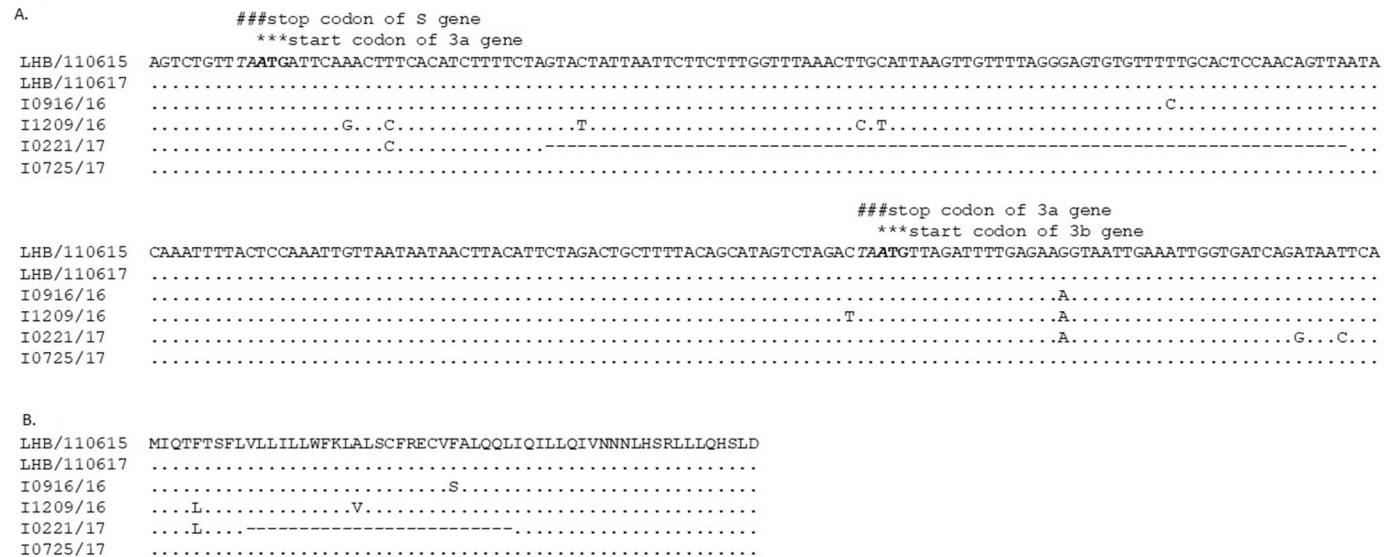 A.
###stop codon of S gene
***start codon of 3a gene
LHB/110615 AGTCTGTTTAATGATTCAAACTTTCACATCTTTTCTAGTACTATTAATTCTTCTTTGGTTTAAACTTGCATTAAGTTGTTTTAGGGAGTGTGTTTTTGCACTCCAACAGTTAATA
LHB/110617 ...................................................................................................................
I0916/16 ...............................................................................................C...................
I1209/16 ..................G...C.................T.........................C.T..............................................
I0221/17 ......................C..............---------------------------------------------------------------------------...
I0725/17 ...................................................................................................................
###stop codon of 3a gene
***start codon of 3b gene
LHB/110615 CAAATTTTACTCCAAATTGTTAATAATAACTTACATTCTAGACTGCTTTTACAGCATAGTCTAGACTAATGTTAGATTTTGAGAAGGTAATTGAAATTGGTGATCAGATAATTCA
LHB/110617 ...................................................................................................................
I0916/16 .....................................................................................A.............................
I1209/16 .................................................................T...................A.............................
I0221/17 .....................................................................................A.....................G...C...
I0725/17 ...................................................................................................................
B.
LHB/110615 MIQTFTSFLVLLILLWFKLALSCFRECVFALQQLIQILLQIVNNNLHSRLLLQHSLD
LHB/110617 .........................................................
I0916/16 ............................S............................
I1209/16 ....L..............V.....................................
I0221/17 ....L....-------------------------.......................
I0725/17 .........................................................